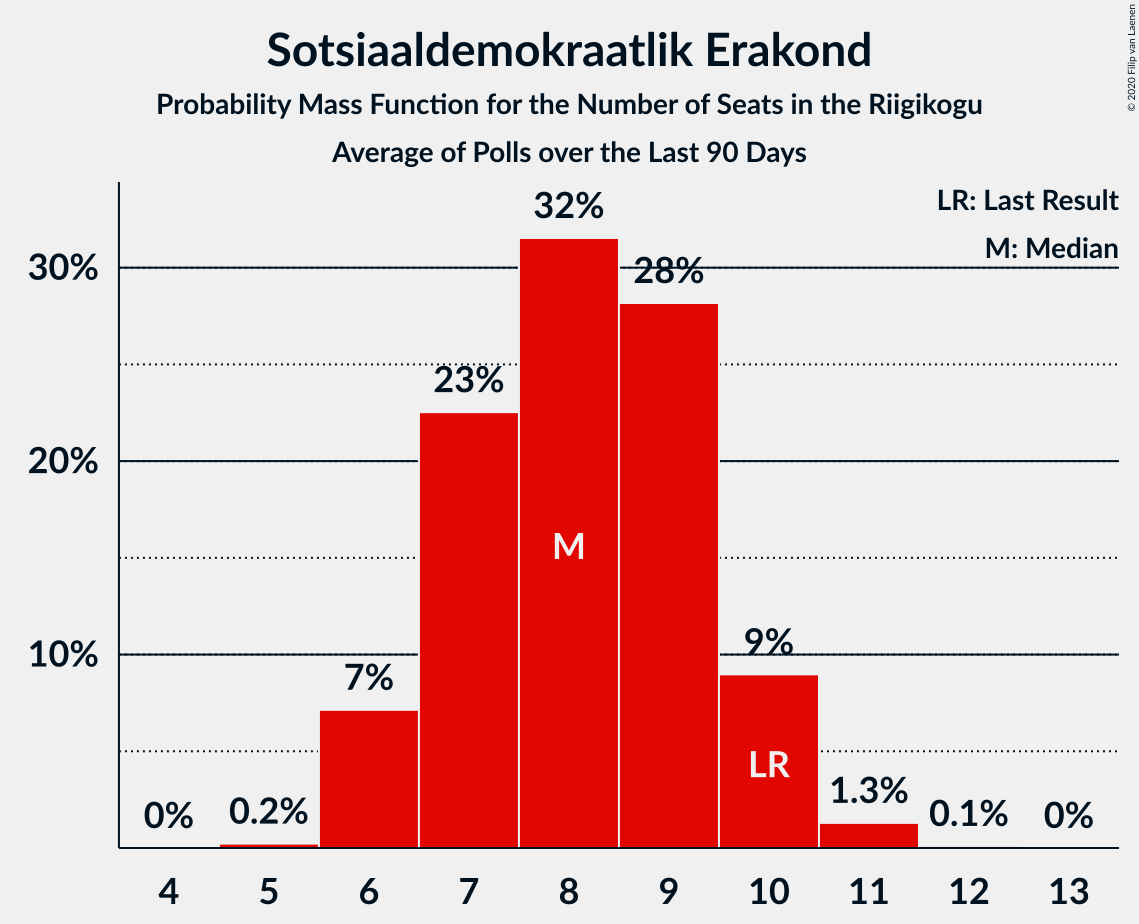 Sotsiaaldemokraatlik Erakond
Probability Mass Function for the Number of Seats in the Riigikogu
Average of Polls over the Last 90 Days
© 2020 Filip van Laenen
LR: Last Result
M: Median
30%
20%
10%
0%
0.2%
7%
23%
32%
28%
9%
1.3%
0.1%
0%
M
LR
4 5 6 7 8 9 10 11 12 13